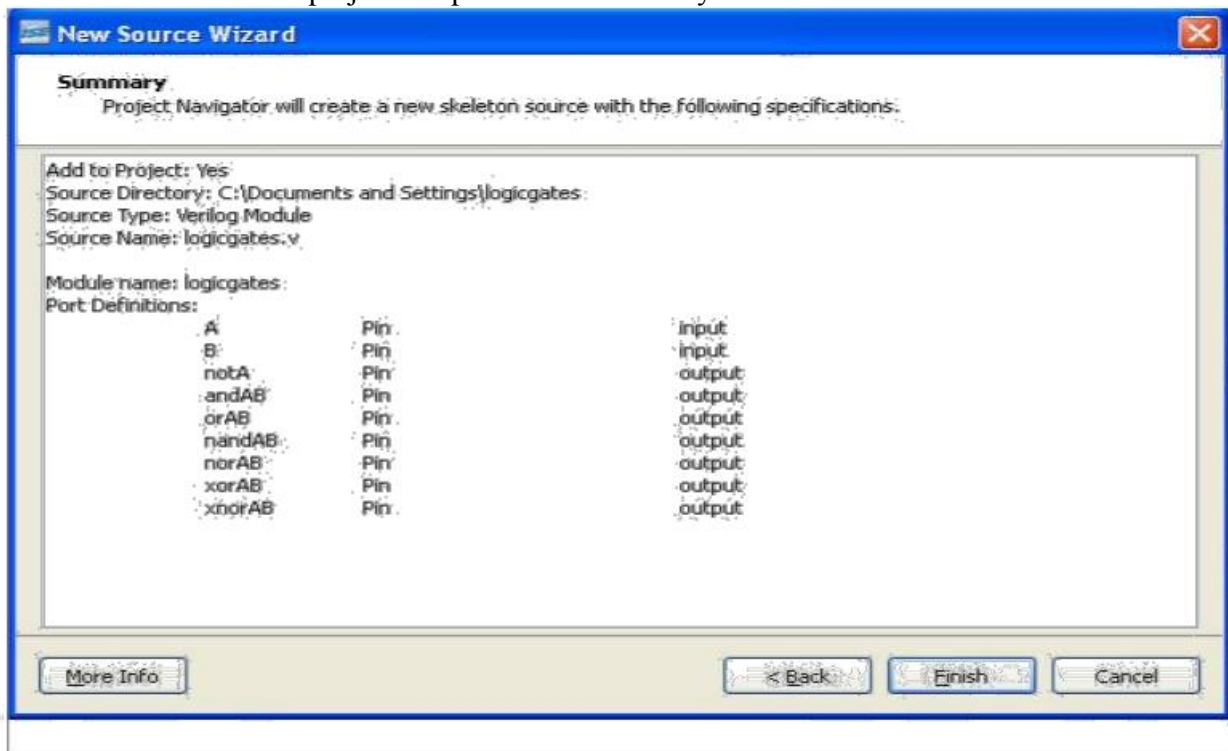 New Source Wizard
Summary
Project Navigator will create a new skeleton source with the following specifications.
Add to Project: Yes
Source Directory: C:\Documents and Settings\logicgates
Source Type: Verilog Module
Source Name: logicgates.v
Module name: logicgates
Port Definitions:
A Pin input
B Pin input
notA Pin output
andAB Pin output
orAB Pin output
nandAB Pin output
norAB Pin output
xorAB Pin output
xnorAB Pin output
More Info < Back Finish Cancel